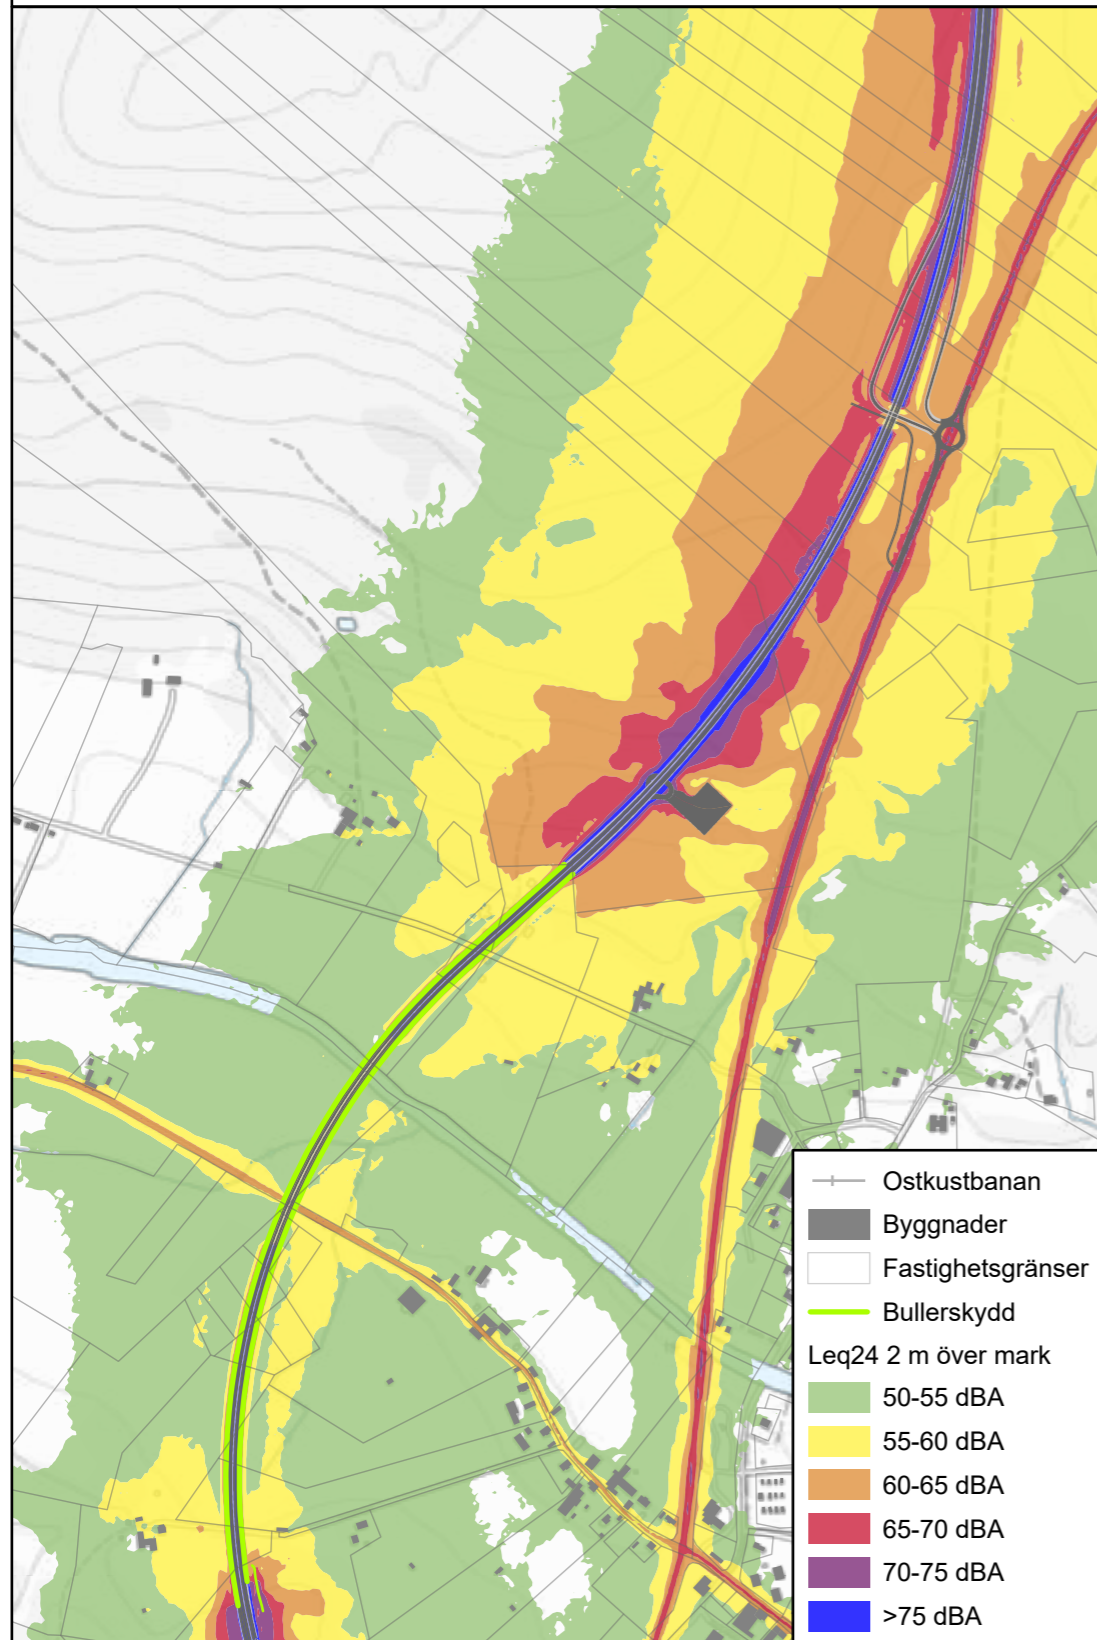 Ostkustbanan
Byggnader
Fastighetsgränser
Bullerskydd
Leq24 2 m över mark
50-55 dBA
55-60 dBA
60-65 dBA
65-70 dBA
70-75 dBA
>75 dBA